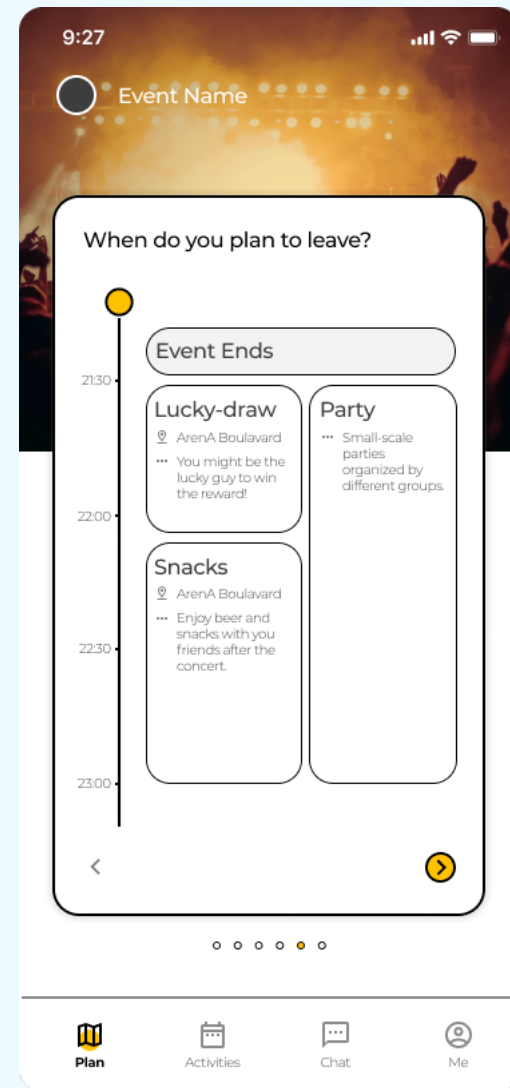 9:27
Event Name
When do you plan to leave?
Event Ends
21:30
Lucky-draw
ArenA Boulavard
You might be the
lucky guy to win
the reward!
Party
Small-scale
parties
organized by
different groups.
22:00
Snacks
ArenA Boulavard
Enjoy beer and
snacks with you
friends after the
concert.
22:30
23:00
Plan
Activities
Chat
Me